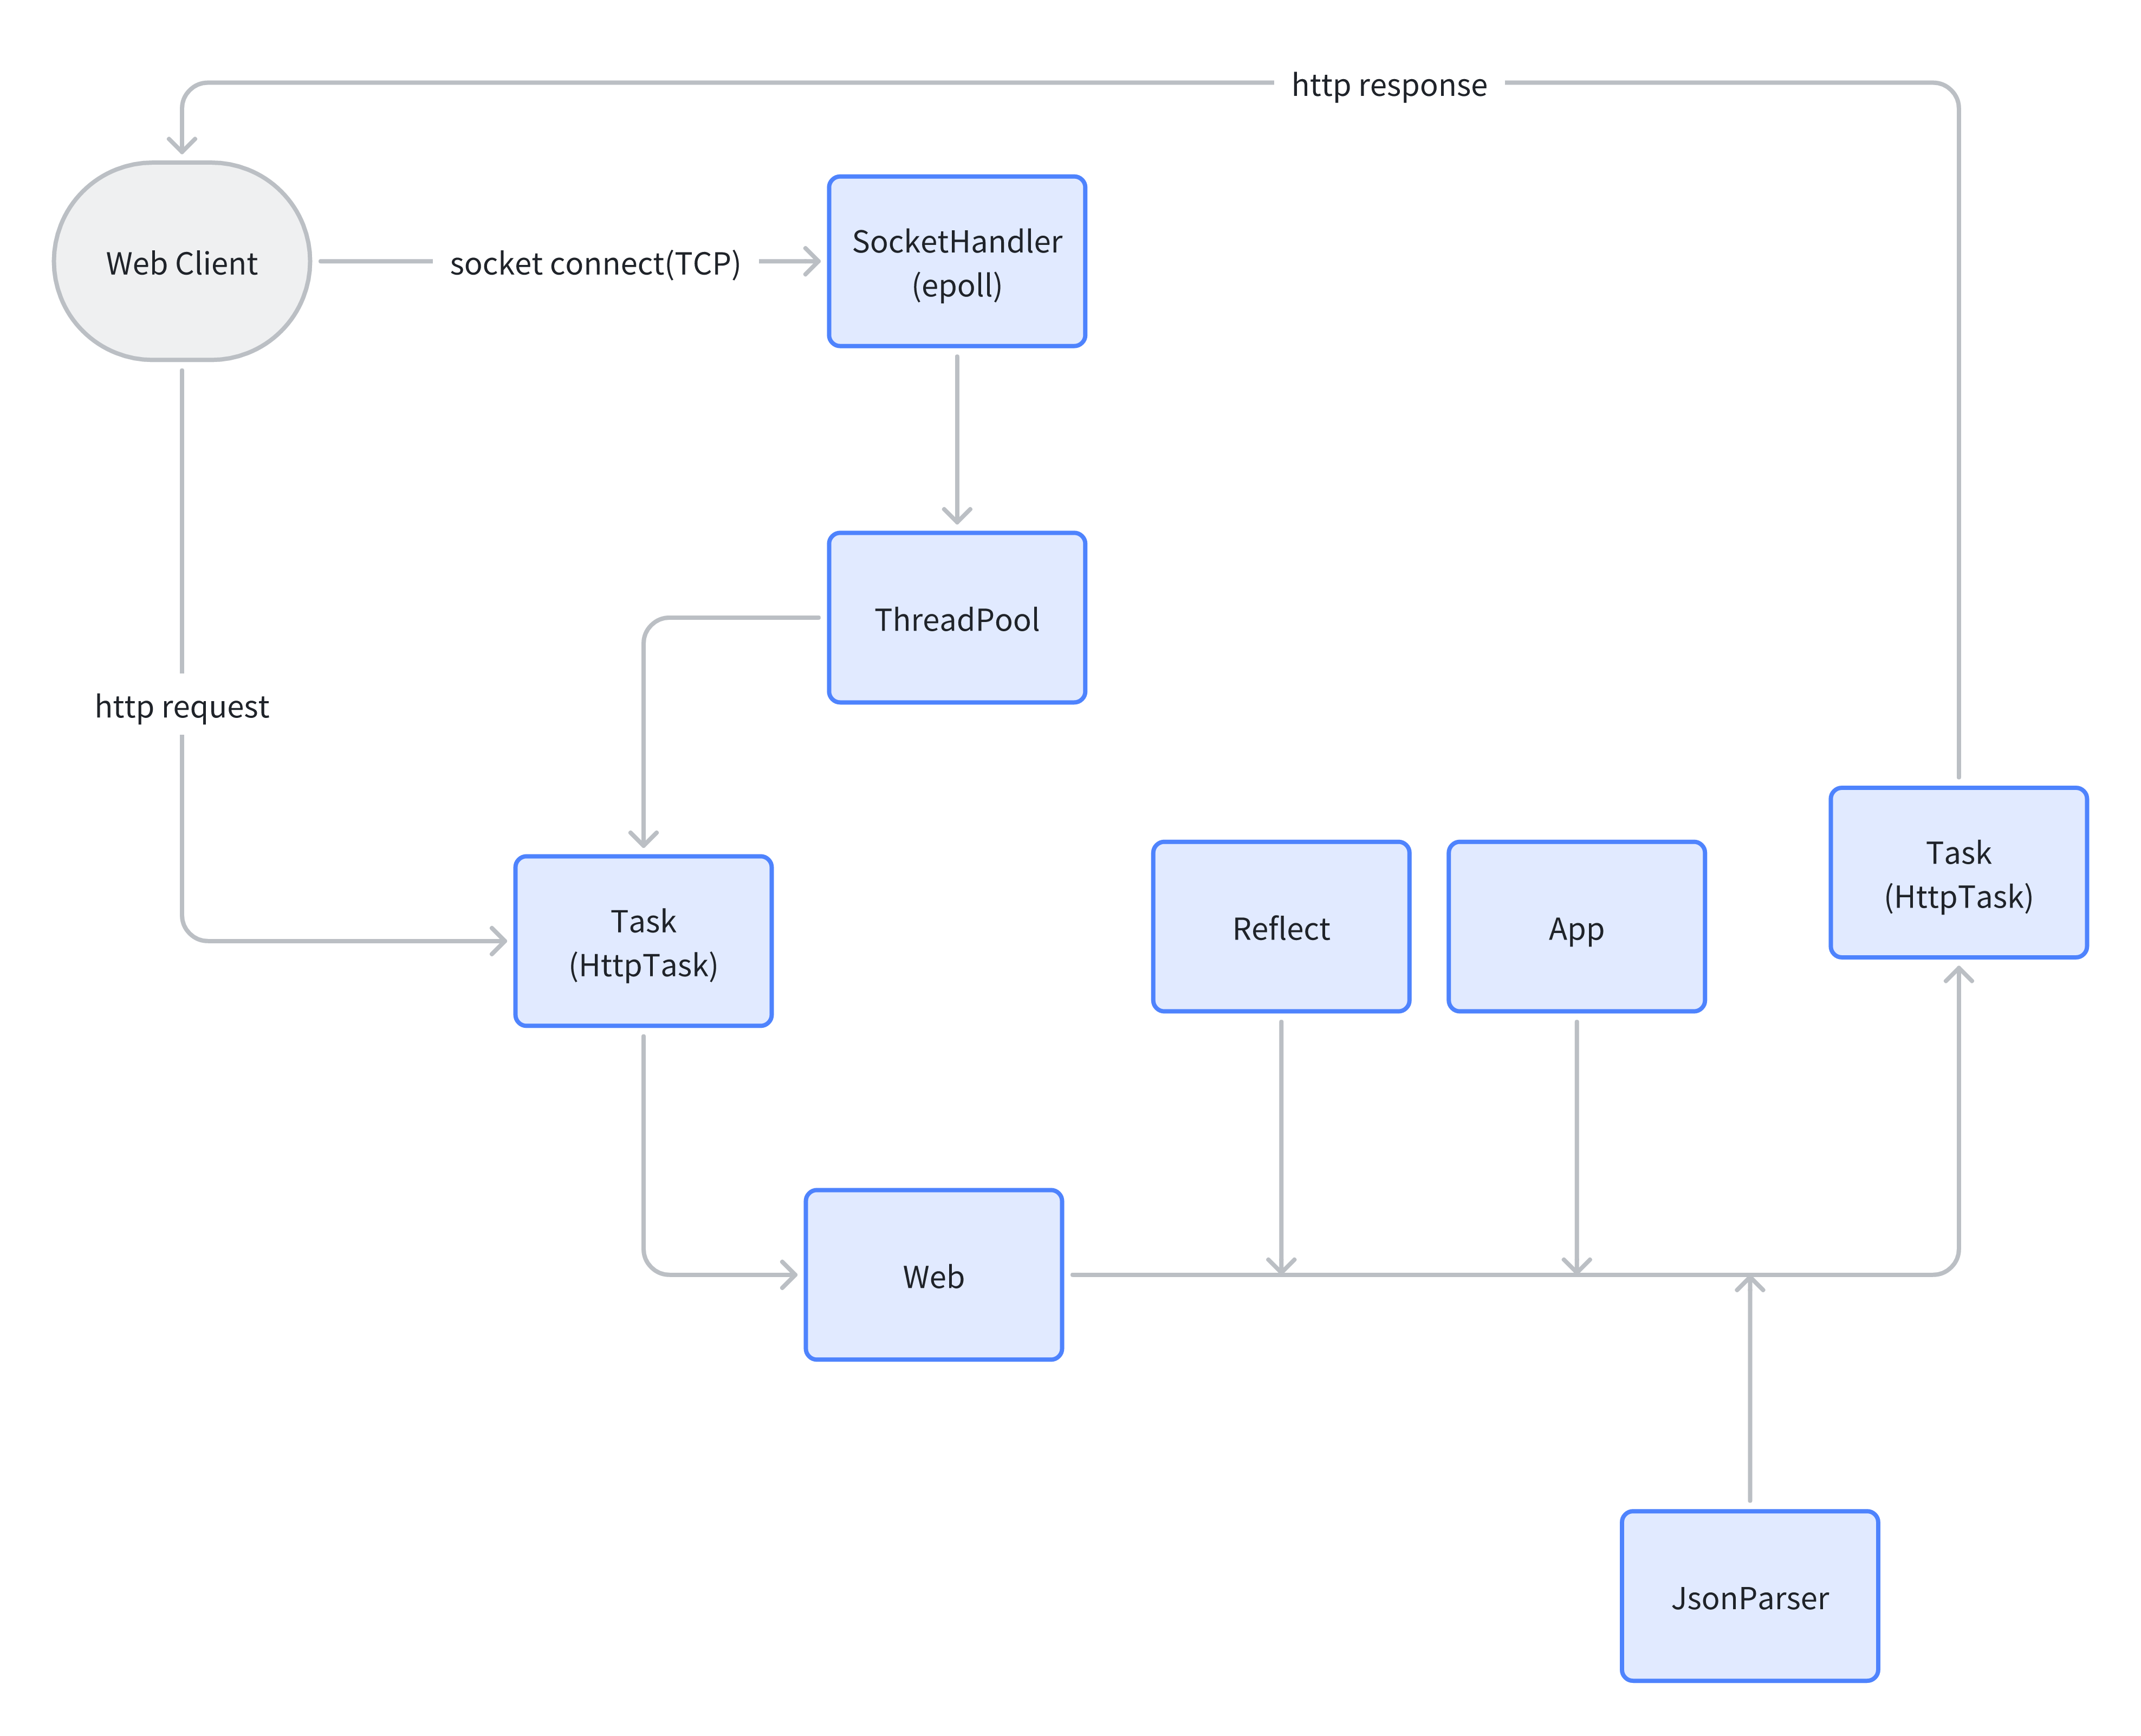 http response
Web Client
socket connect(TCP)
SocketHandler
(epoll)
ThreadPool
http request
Task
(HttpTask)
Reflect
App
Task
(HttpTask)
Web
JsonParser